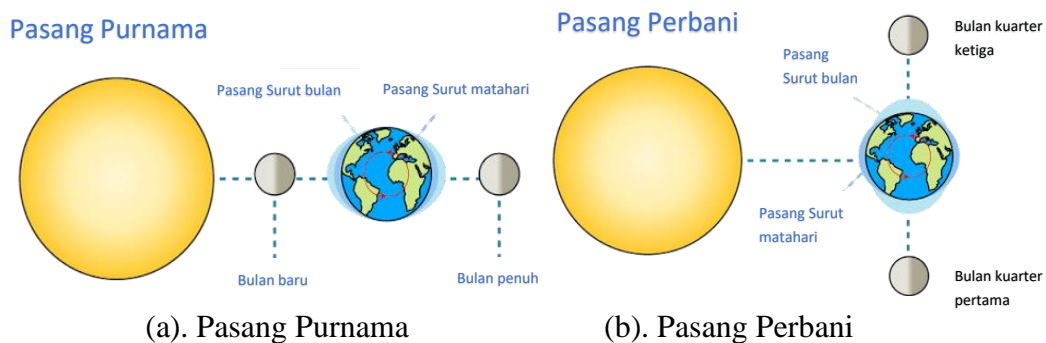 Pasang Purnama
Pasang Surut bulan
Pasang Surut matahari
Bulan baru
Bulan penuh
(a). Pasang Purnama
Pasang Perbani
Bulan kuarter
ketiga
Pasang
Surut bulan
Pasang Surut
matahari
Bulan kuarter
pertama
(b). Pasang Perbani